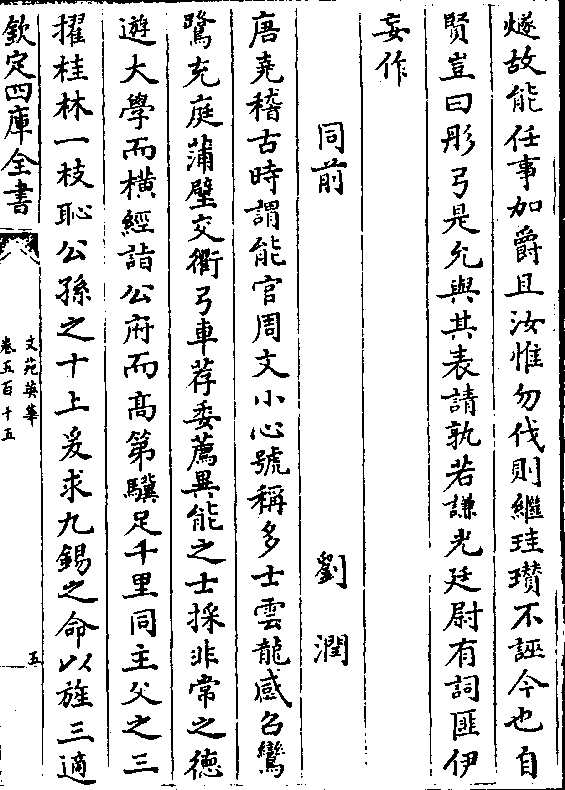 燧故能任事加爵且汝惟勿伐則繼珪瓚不誣今也自
賢豈曰彤弓是允與其表請孰若謙光廷尉有詞匪伊
妄作
同前　劉潤
唐堯稽古時謂能官周文小心號稱多士雲龍感召鸞
鷺充庭蒲璧交衢弓車荐委薦異能之士採非常之德
遊大學而橫經詣公府而高第驥足千里同主父之三
擢桂林一枝恥公孫之十上爰求九錫之命以旌三適
欽定四庫全書
文苑英華
卷五百十五
五